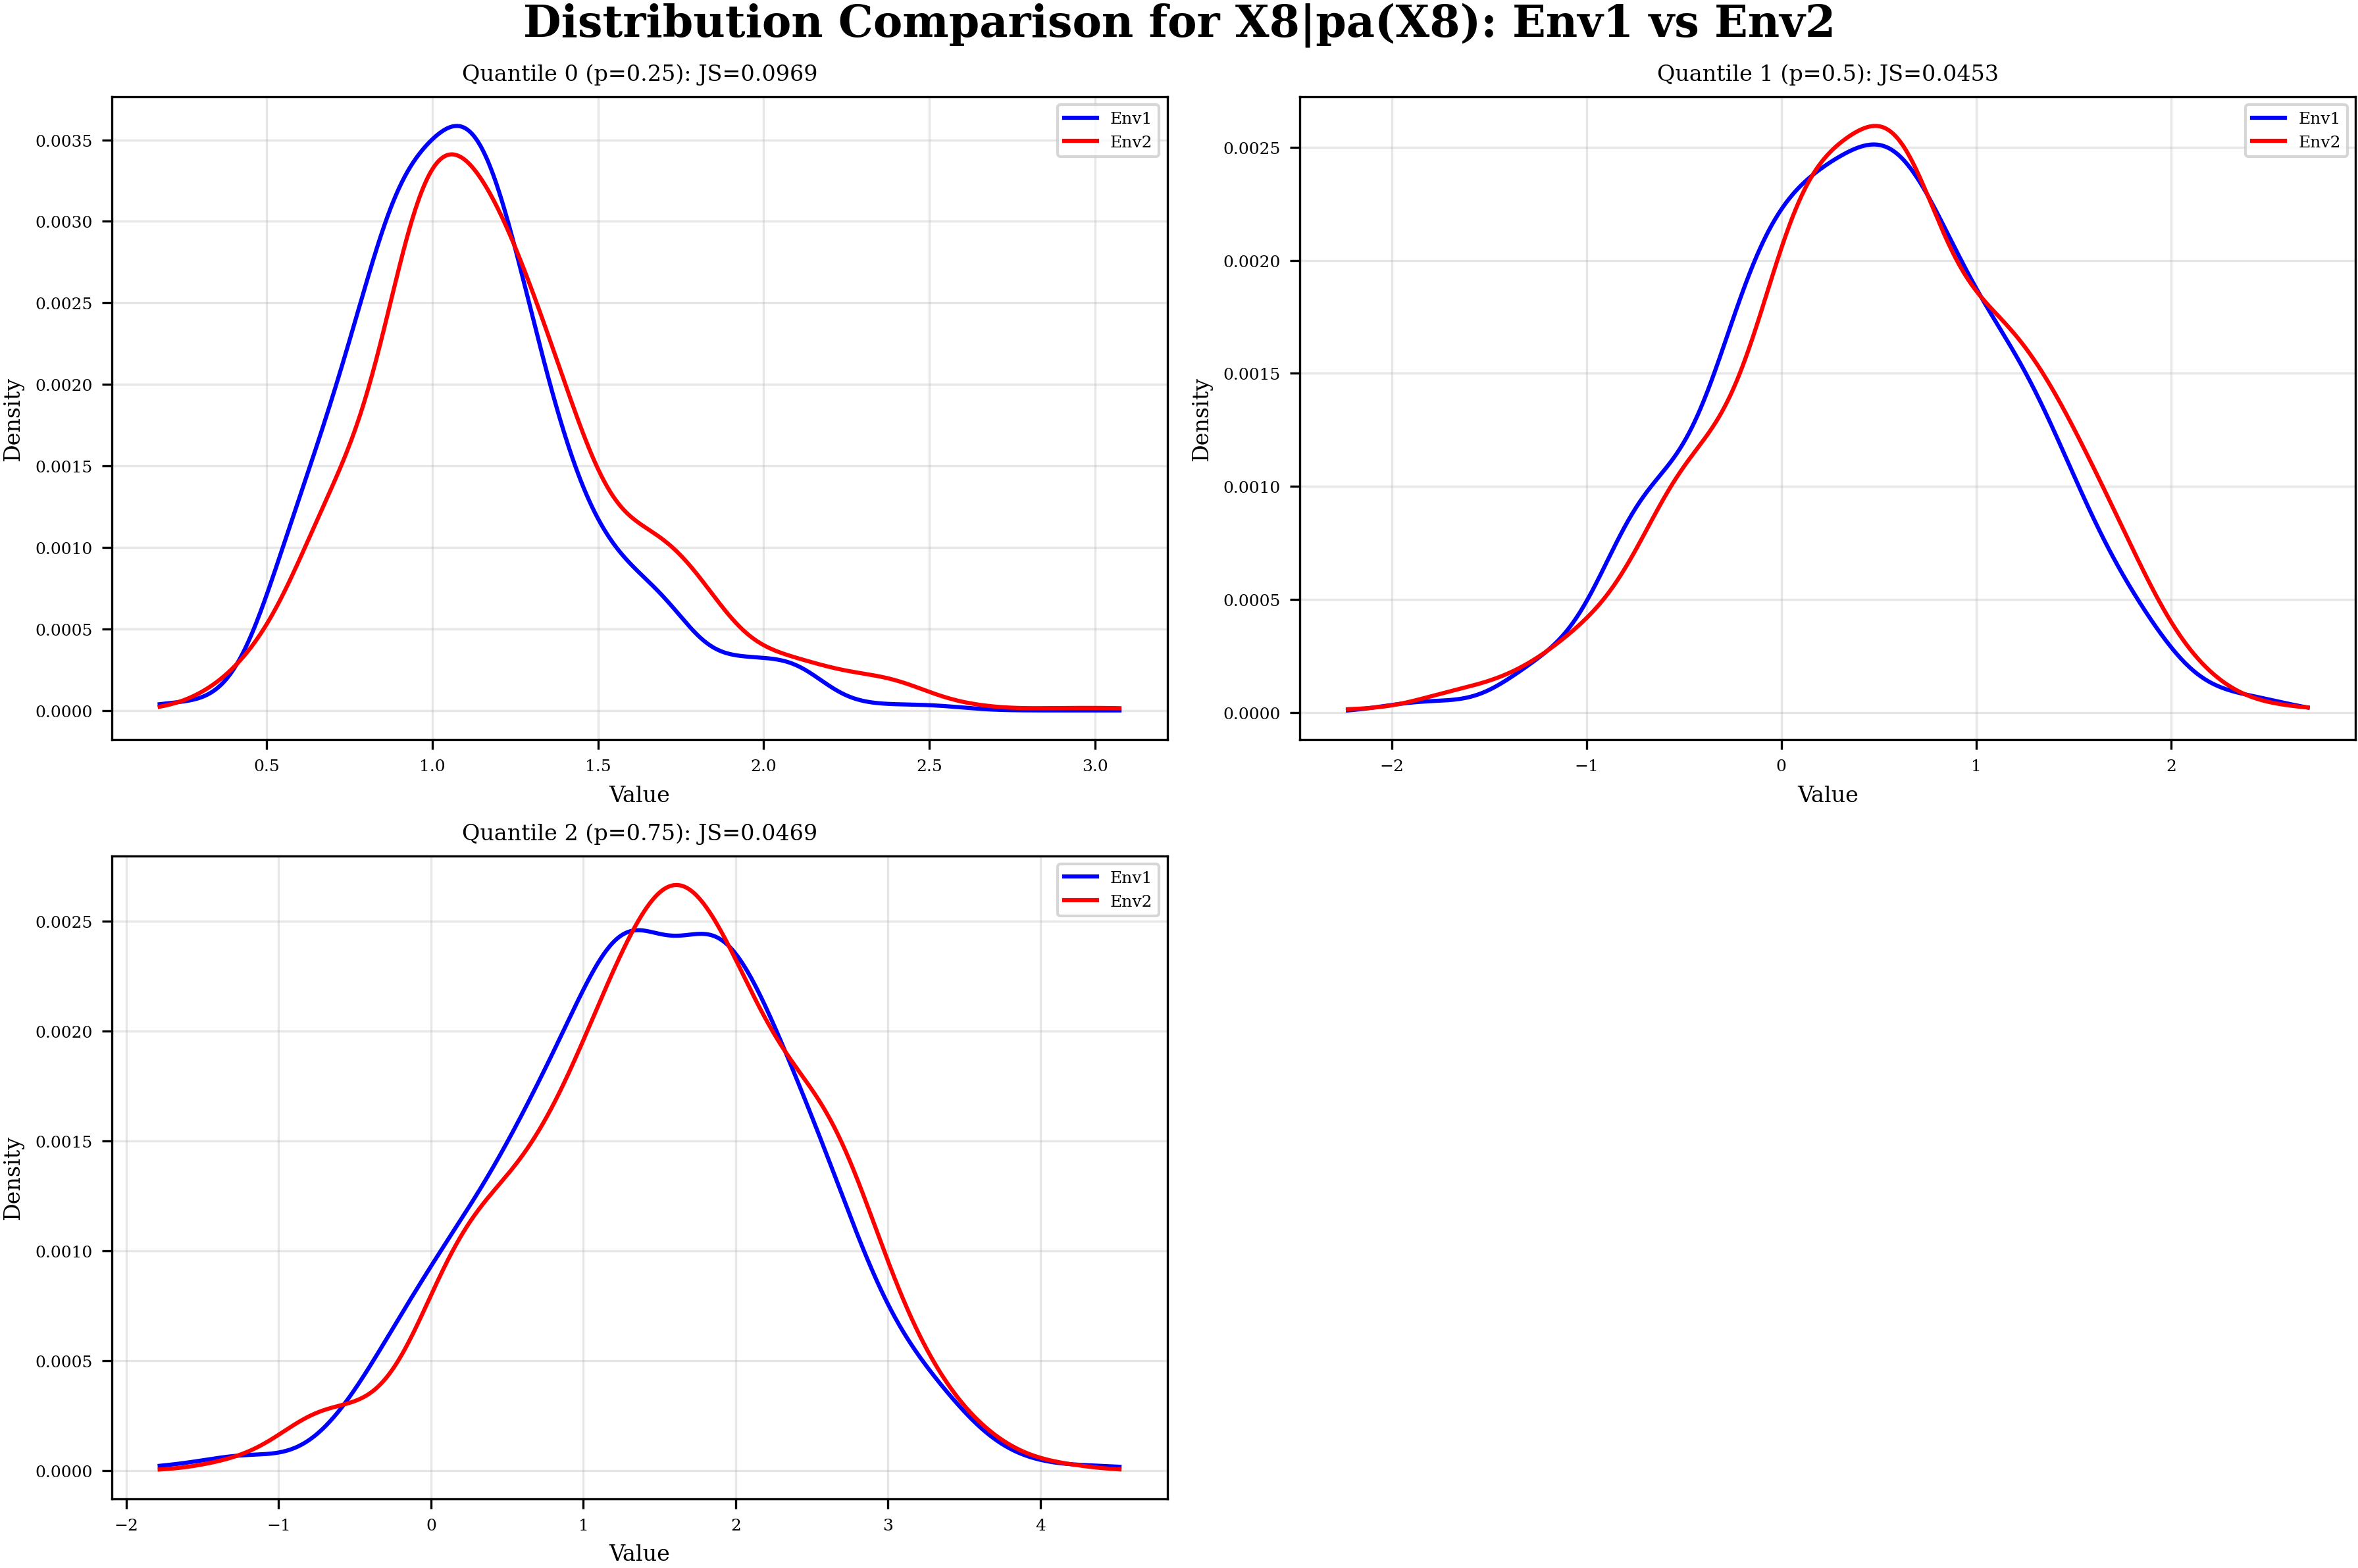 Distribution Comparison for X8|pa(X8): Env1 vs Env2
Quantile 0 (p=0.25): JS=0.0969
Env1
Env2
0.0035
0.0030
0.0025
0.0020
0.0015
0.0010
0.0005
0.0000
Density
0.5 1.0 1.5 2.0 2.5 3.0
Value
Quantile 1 (p=0.5): JS=0.0453
Env1
Env2
0.0025
0.0020
0.0015
0.0010
0.0005
0.0000
Density
−2 −1 0 1 2
Value
Quantile 2 (p=0.75): JS=0.0469
Env1
Env2
0.0025
0.0020
0.0015
0.0010
0.0005
0.0000
Density
−2 −1 0 1 2 3 4
Value